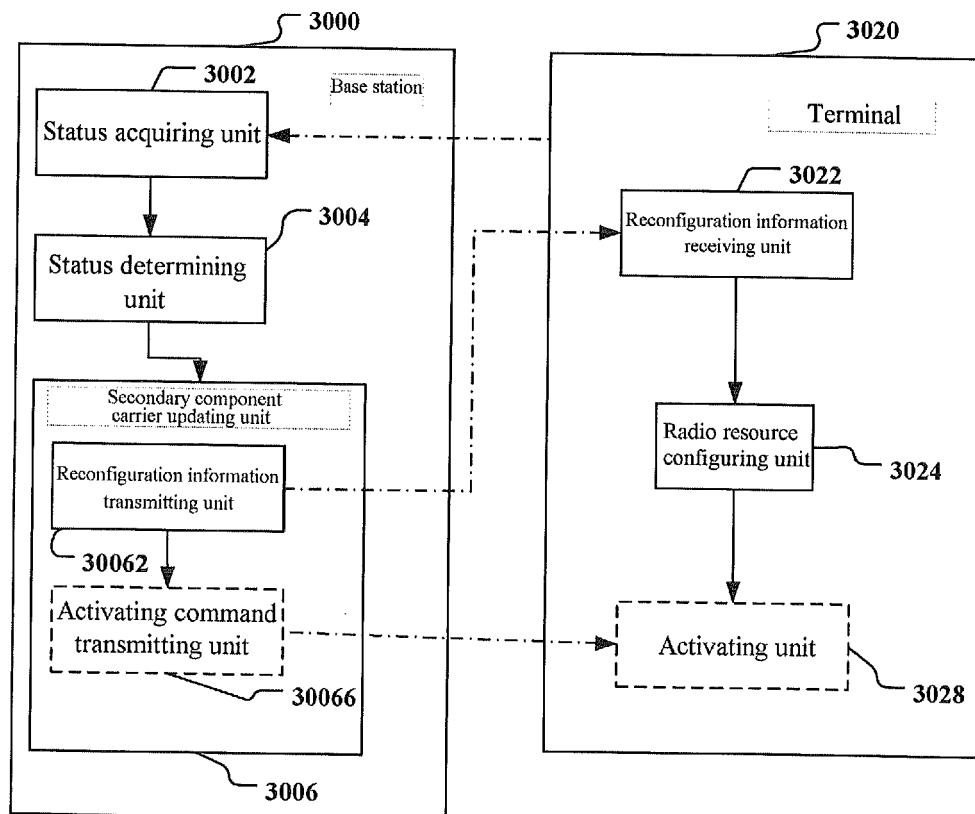 3000
3020
3002
Base station
Status acquiring unit
Terminal
3022
3004
Reconfiguration information
receiving unit
Status determining
unit
Secondary component
carrier updating unit
Radio resource
configuring unit
3024
Reconfiguration information
transmitting unit
30062
Activating command
transmitting unit
Activating unit
30066
3028
3006